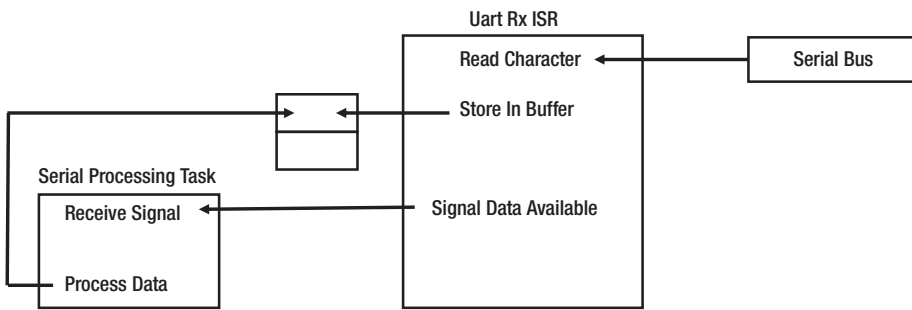 Uart Rx ISR
Read Character
Serial Bus
Store In Buffer
Serial Processing Task
Receive Signal
Signal Data Available
Process Data